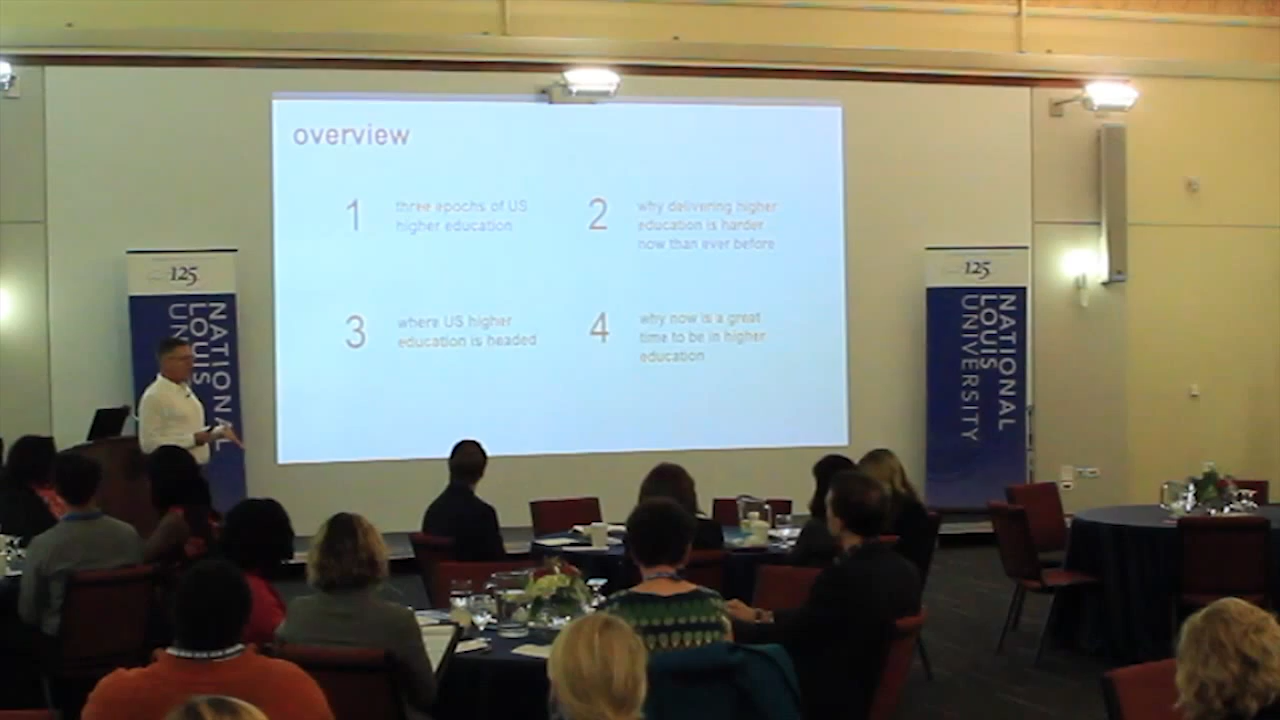 overview
1
three epochs of US
higher education
2
why delivering higher
education is harder
now than ever before
3
where US higher
education is headed
4
why now is a great
time to be in higher
education
125
NATIONAL
LOUIS
UN
125
NATIONAL
LOUIS
UNIVERSITY